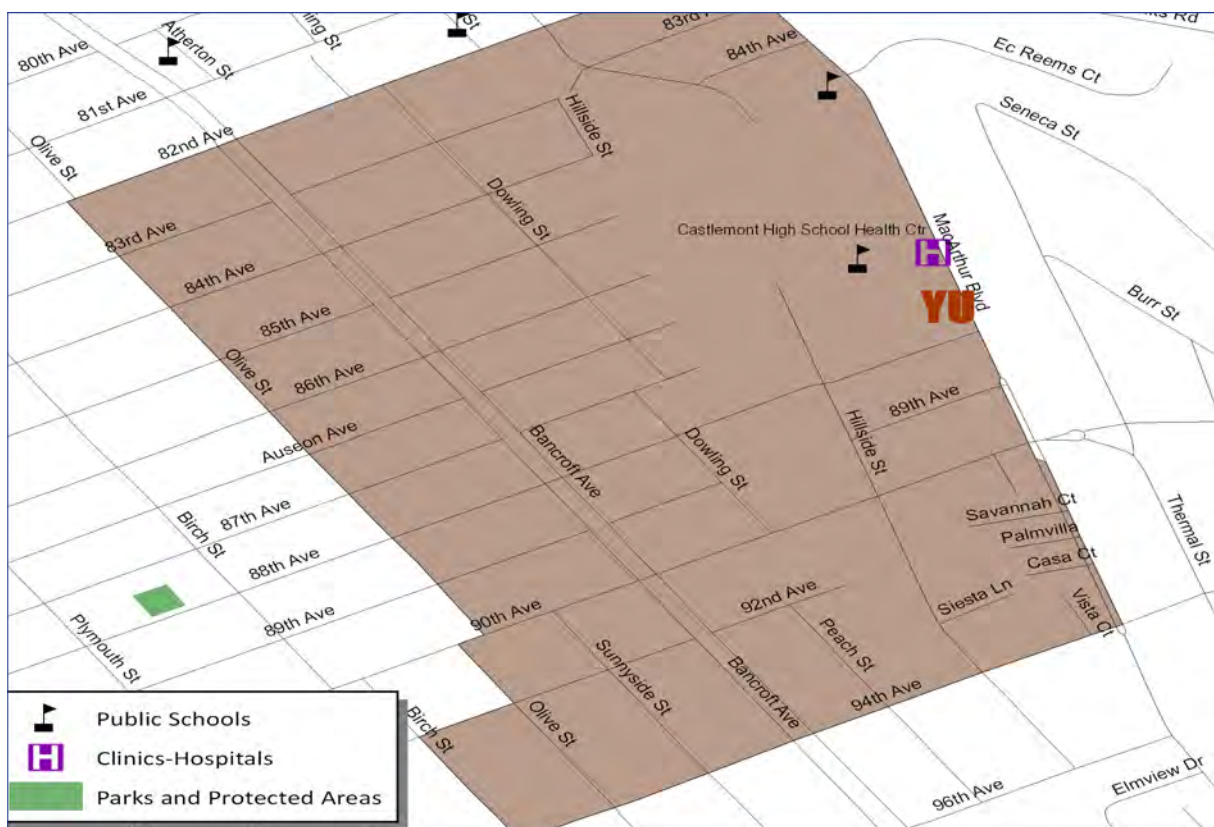 83rd Ave
ks Rd
80th Ave
Atherton St
ng St
St
84th Ave
Ec Reems Ct
81st Ave
Seneca St
Olive St
82nd Ave
Hillside St
83rd Ave
Dowling St
Castlemont High School Health Ctr
MacArthur Blvd
H
84th Ave
YU
Burr St
85th Ave
Olive St
86th Ave
Auseon Ave
Bancroft Ave
Dowling St
Hillside St
89th Ave
87th Ave
Birch St
88th Ave
Savannah Ct
Palmvilla
Casa Ct
Thermal St
Siesta Ln
Vista Ct
89th Ave
90th Ave
92nd Ave
Plymouth St
Sunnyside St
Peach St
Bancroft Ave
94th Ave
Birch St
Olive St
96th Ave
Elmview Dr
Public Schools
H Clinics-Hospitals
Parks and Protected Areas